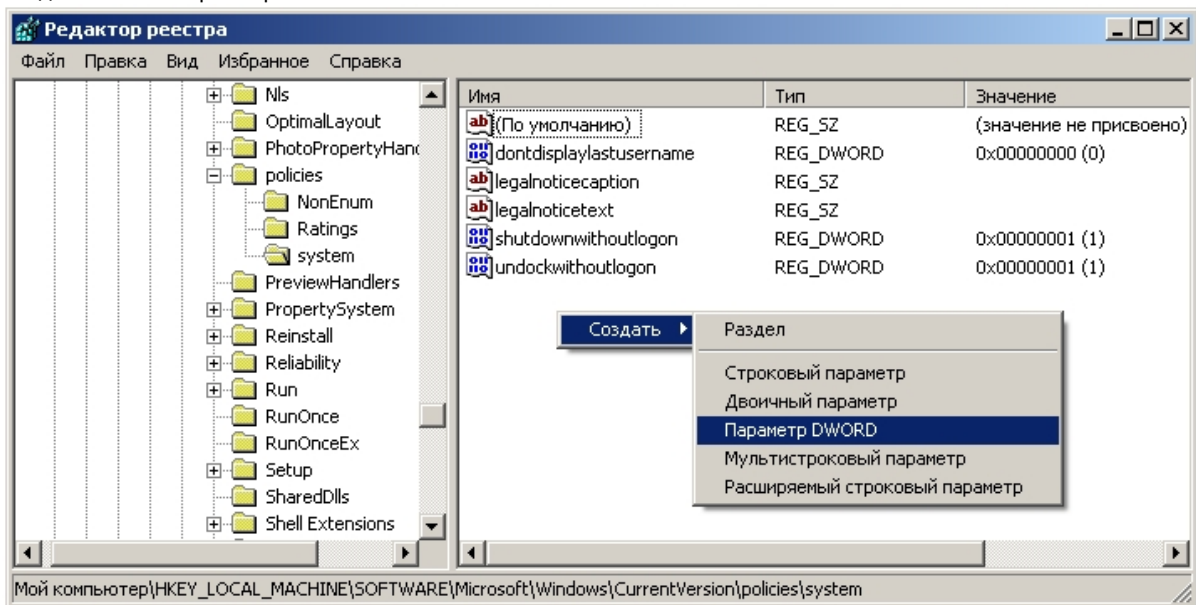 Редактор реестра
Файл Правка Вид Избранное Справка
Nls
OptimalLayout
PhotoPropertyHand
policies
NonEnum
Ratings
system
PreviewHandlers
PropertySystem
Reinstall
Reliability
Run
RunOnce
RunOnceEx
Setup
SharedDlls
Shell Extensions
Имя Тип Значение
(По умолчанию) REG_SZ (значение не присвоено)
dontdisplaylastusername REG_DWORD 0x00000000 (0)
legalnoticecaption REG_SZ
legalnoticetext REG_SZ
shutdownwithoutlogon REG_DWORD 0x00000001 (1)
undockwithoutlogon REG_DWORD 0x00000001 (1)
Создать
Раздел
Строковый параметр
Двоичный параметр
Параметр DWORD
Мультистроковый параметр
Расширяемый строковый параметр
Мой компьютер\HKEY_LOCAL_MACHINE\SOFTWARE\Microsoft\Windows\CurrentVersion\policies\system